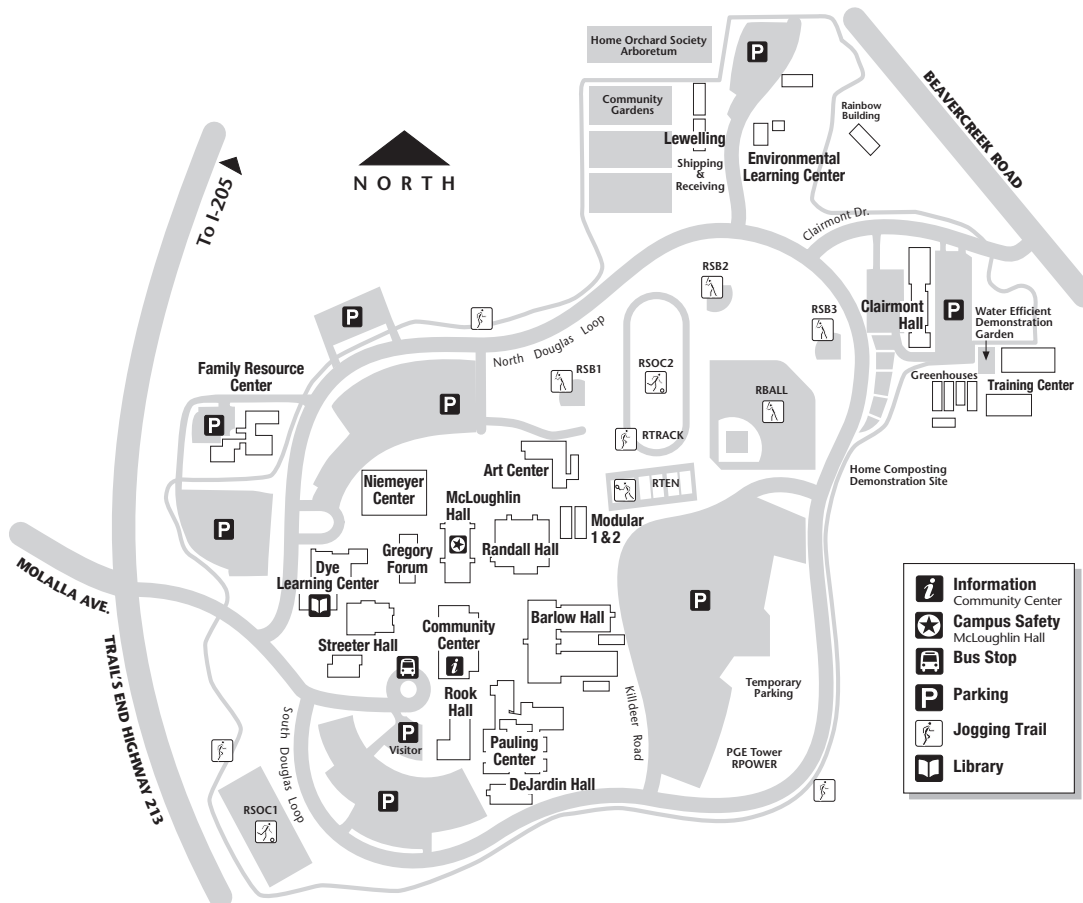 Home Orchard Society
Arboretum
P
Community
Gardens
Lewelling
Shipping
&
Receiving
Environmental
Learning Center
Rainbow
Building
BEAVERCREEK ROAD
To I-205
NORTH
Clairmont Dr.
RSB2
RSB3
Clairmont
Hall
P
Water Efficient
Demonstration
Garden
Greenhouses
Training Center
P
North Douglas Loop
RSB1
RSOC2
RBALL
RTRACK
Family Resource
Center
P
P
Art Center
RTEN
Home Composting
Demonstration Site
Niemeyer
Center
McLoughlin
Hall
Modular
1 & 2
P
Gregory
Forum
Randall Hall
Dye
Learning Center
MOLALLA AVE.
P
Streeter Hall
Community
Center
i
Barlow Hall
TRAIL'S END HIGHWAY 213
Rook
Hall
South Douglas Loop
P
Visitor
Pauling
Center
DeJardin Hall
Killdeer Road
Temporary
Parking
PGE Tower
RPOWER
P
RSOC1
i Information
Community Center
Campus Safety
McLoughlin Hall
Bus Stop
P Parking
Jogging Trail
Library